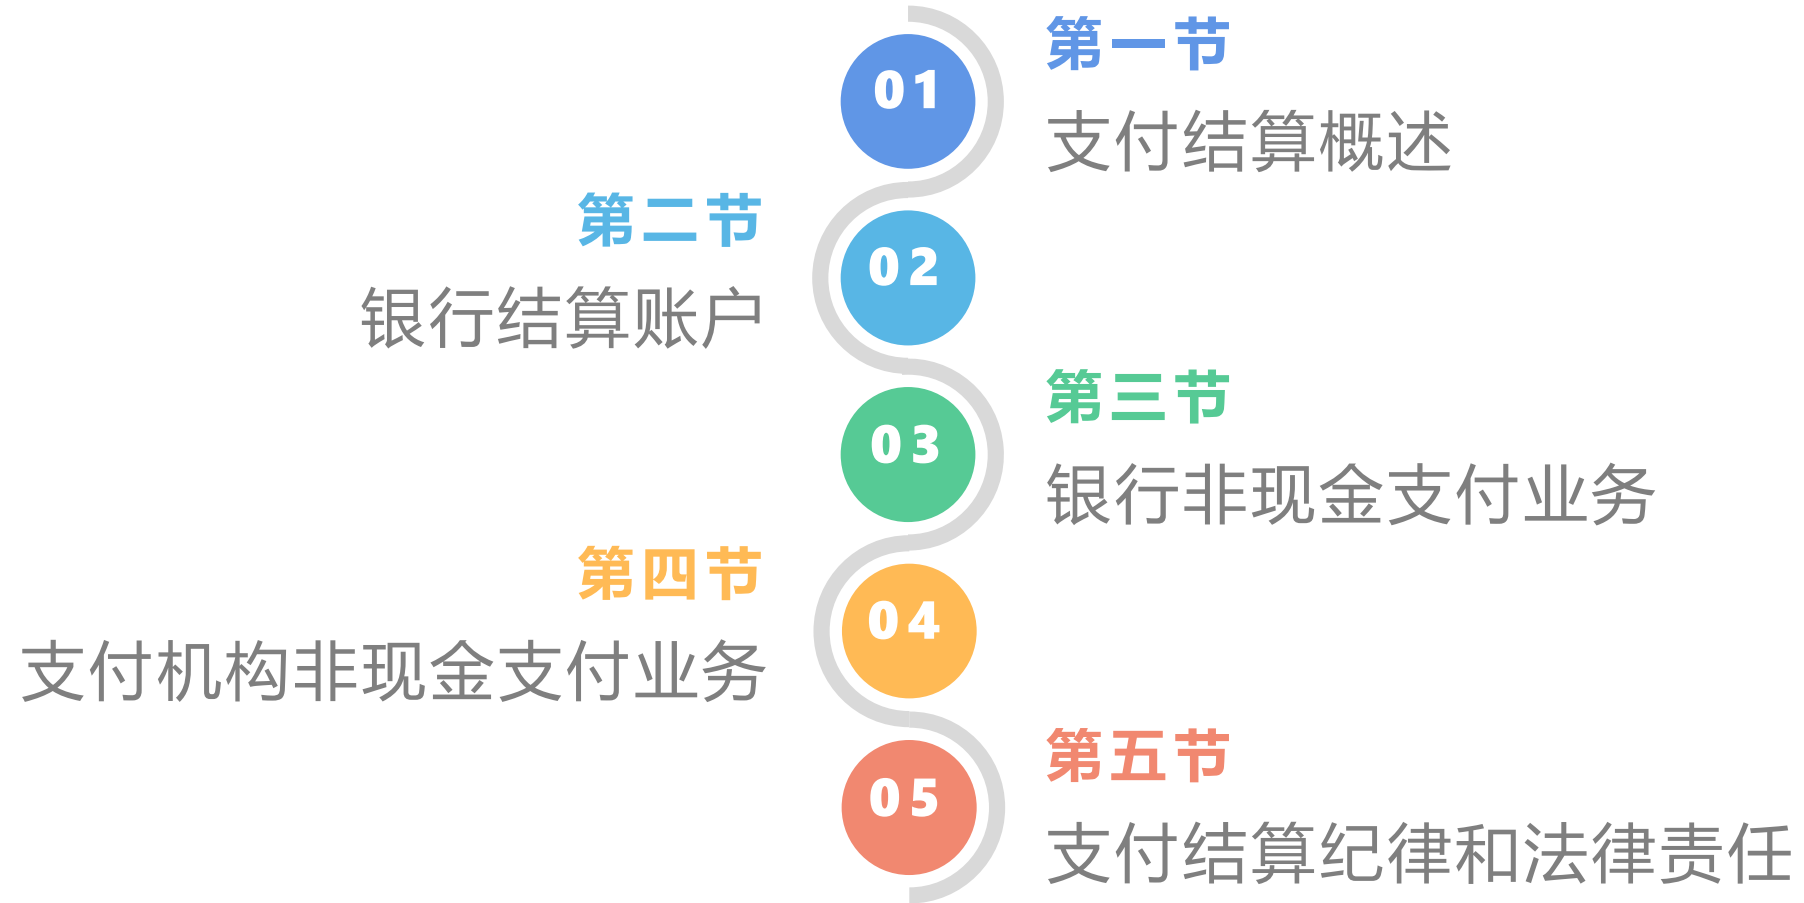 01
第一节
支付结算概述
第二节
02
银行结算账户
03
第三节
银行非现金支付业务
第四节
04
支付机构非现金支付业务
05
第五节
支付结算纪律和法律责任